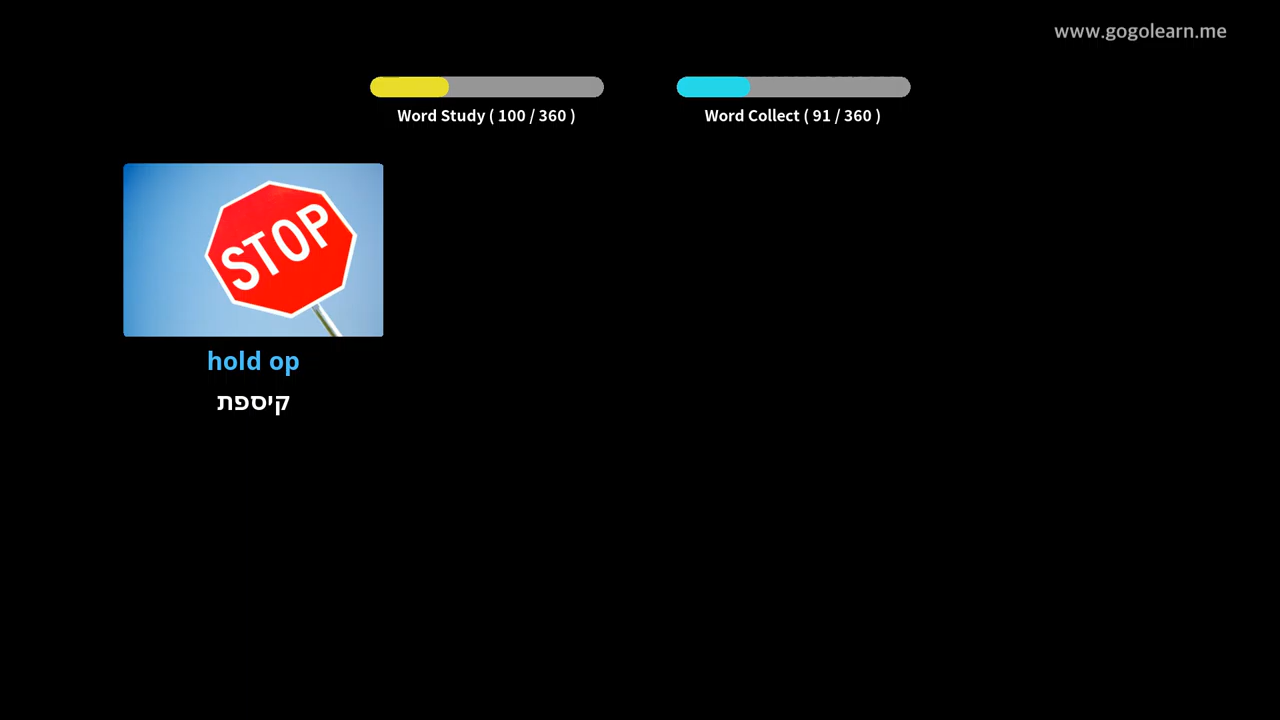 www.gogolearn.me
Word Study ( 100 / 360 )
Word Collect ( 91 / 360 )
STOP
hold op
קיספת